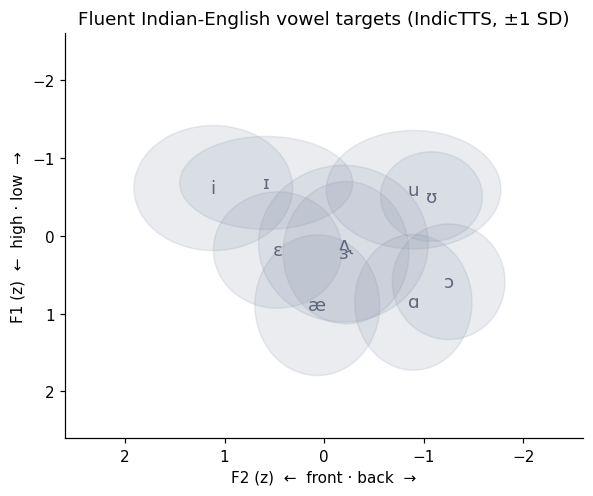 Fluent Indian-English vowel targets (IndicTTS, ±1 SD)
F1 (z) ← high · low →
−2
−1
0
1
2
i
ɪ
u
ʊ
ɛ
ʌ
ɝ
ɔ
æ
ɑ
2
1
0
−1
−2
F2 (z) ← front · back →